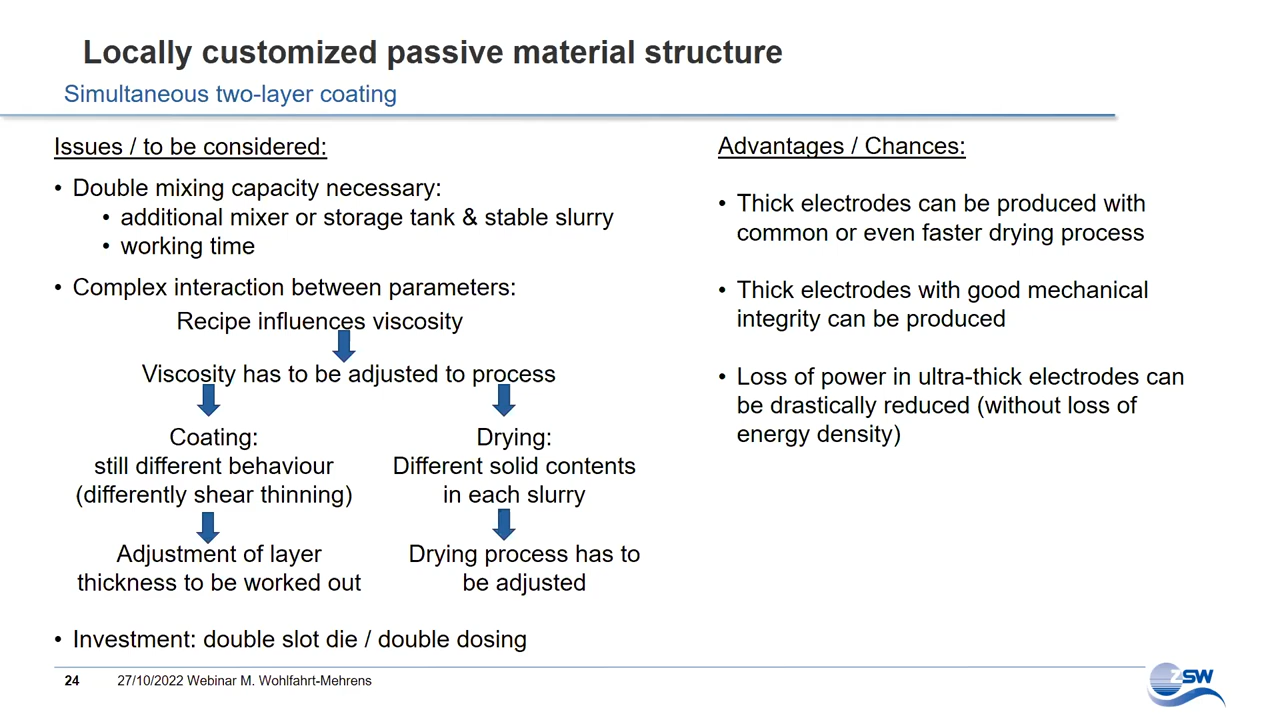 Locally customized passive material structure
Simultaneous two-layer coating
Issues / to be considered:
• Double mixing capacity necessary:
• additional mixer or storage tank & stable slurry
• working time
• Complex interaction between parameters:
Recipe influences viscosity
Viscosity has to be adjusted to process
Coating:
still different behaviour
(differently shear thinning)
Adjustment of layer
thickness to be worked out
Drying:
Different solid contents
in each slurry
Drying process has to
be adjusted
• Investment: double slot die / double dosing
Advantages / Chances:
• Thick electrodes can be produced with
common or even faster drying process
• Thick electrodes with good mechanical
integrity can be produced
• Loss of power in ultra-thick electrodes can
be drastically reduced (without loss of
energy density)
24 27/10/2022 Webinar M. Wohlfahrt-Mehrens
ZSW